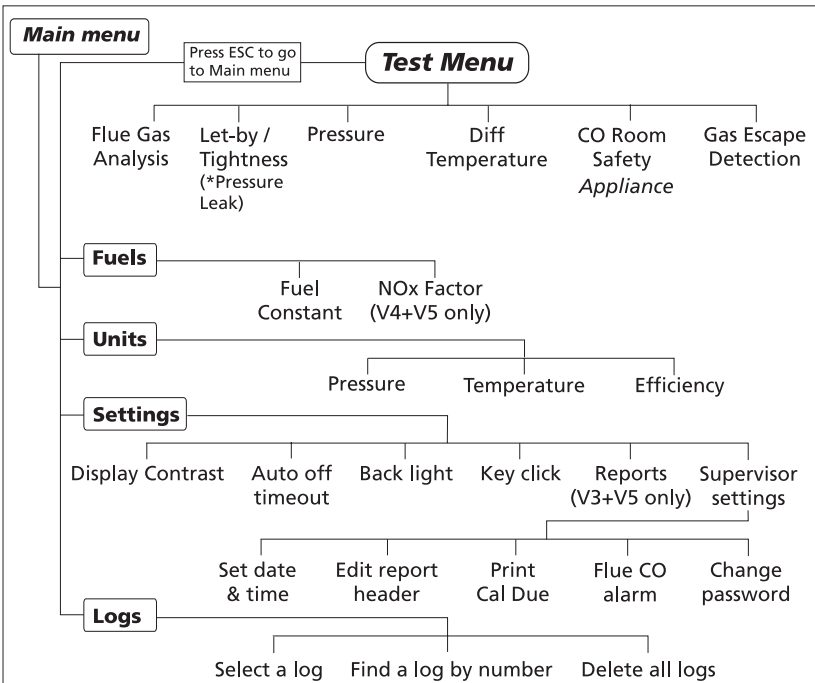 Main menu
Press ESC to go
to Main menu
Test Menu
Flue Gas
Analysis
Let-by /
Tightness
(*Pressure
Leak)
Pressure
Diff
Temperature
CO Room
Safety
Appliance
Gas Escape
Detection
Fuels
Fuel
Constant
NOx Factor
(V4+V5 only)
Units
Pressure
Temperature
Efficiency
Settings
Display Contrast
Auto off
timeout
Back light
Key click
Reports
(V3+V5 only)
Supervisor
settings
Set date
& time
Edit report
header
Print
Cal Due
Flue CO
alarm
Change
password
Logs
Select a log
Find a log by number
Delete all logs